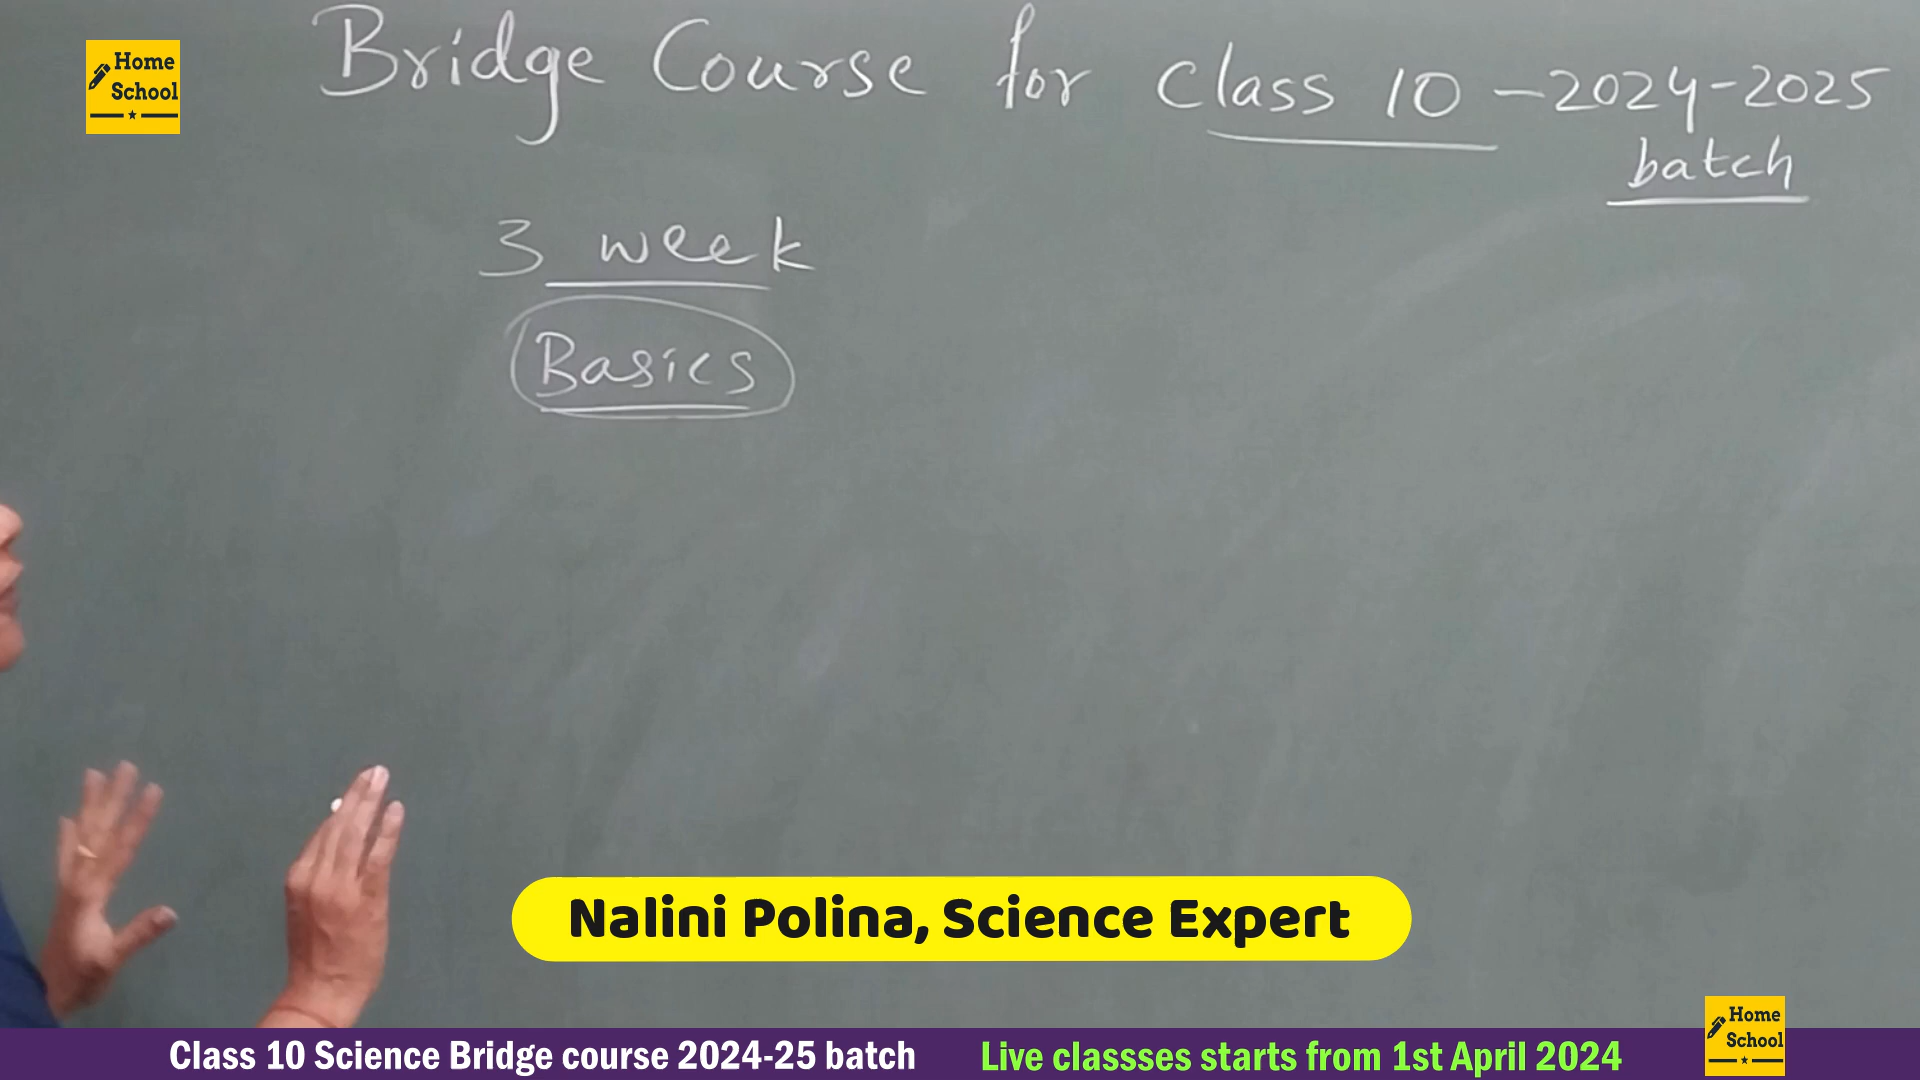 Home
School
Bridge Course for Class 10 - 2024-2025
batch
3 week
Basics
Nalini Polina, Science Expert
Class 10 Science Bridge course 2024-25 batch
Live classses starts from 1st April 2024
Home
School